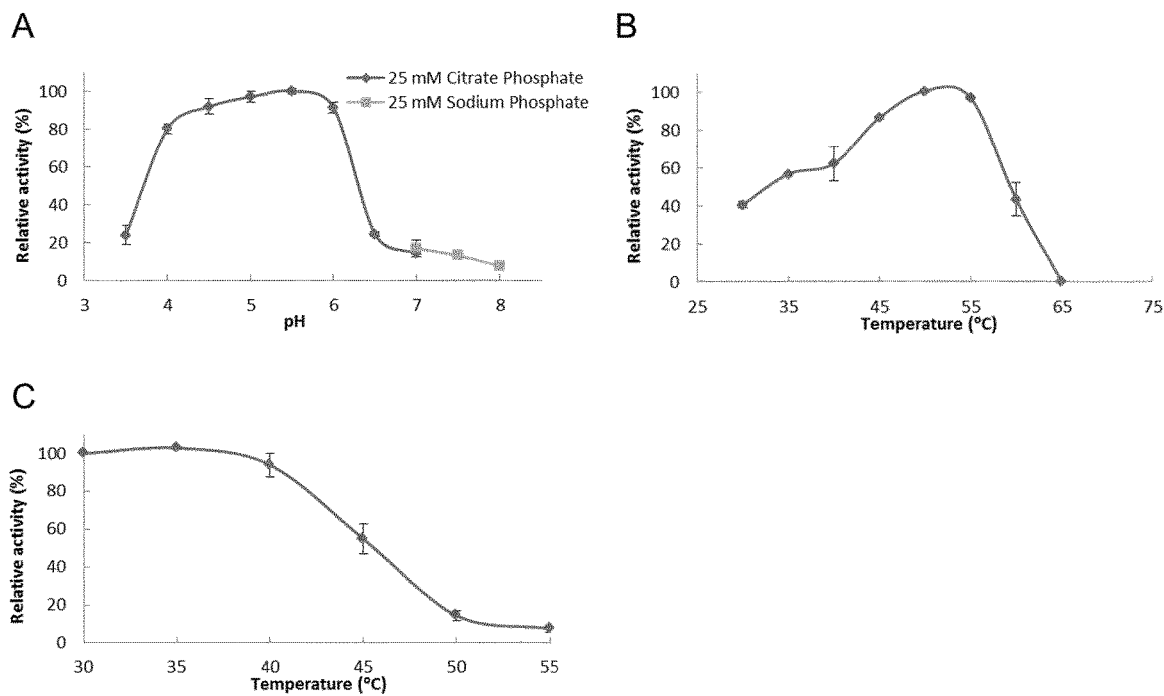 A
Relative activity (%)
100
80
60
40
20
0
3 4 5 6 7 8
pH
25 mM Citrate Phosphate
25 mM Sodium Phosphate
B
Relative activity (%)
100
80
60
40
20
0
25 35 45 55 65 75
Temperature (°C)
C
Relative activity (%)
100
80
60
40
20
0
30 35 40 45 50 55
Temperature (°C)